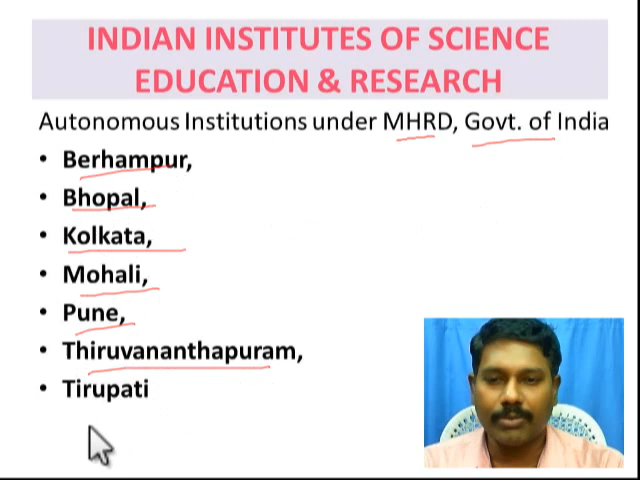 INDIAN INSTITUTES OF SCIENCE
EDUCATION & RESEARCH
Autonomous Institutions under MHRD, Govt. of India
• Berhampur,
• Bhopal,
• Kolkata,
• Mohali,
• Pune,
• Thiruvananthapuram,
• Tirupati